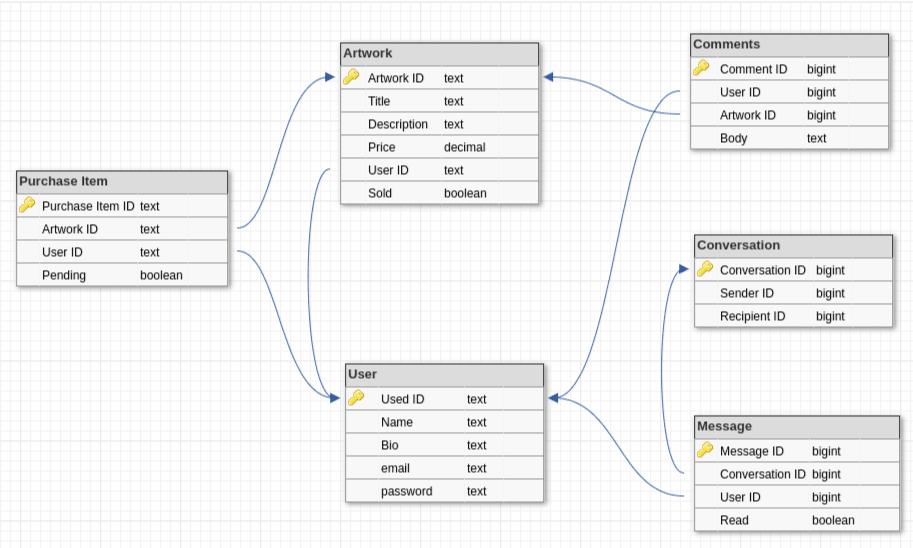 Purchase Item
Purchase Item ID text
Artwork ID text
User ID text
Pending boolean
Artwork
Artwork ID text
Title text
Description text
Price decimal
User ID text
Sold boolean
User
Used ID text
Name text
Bio text
email text
password text
Comments
Comment ID bigint
User ID bigint
Artwork ID bigint
Body text
Conversation
Conversation ID bigint
Sender ID bigint
Recipient ID bigint
Message
Message ID bigint
Conversation ID bigint
User ID bigint
Read boolean